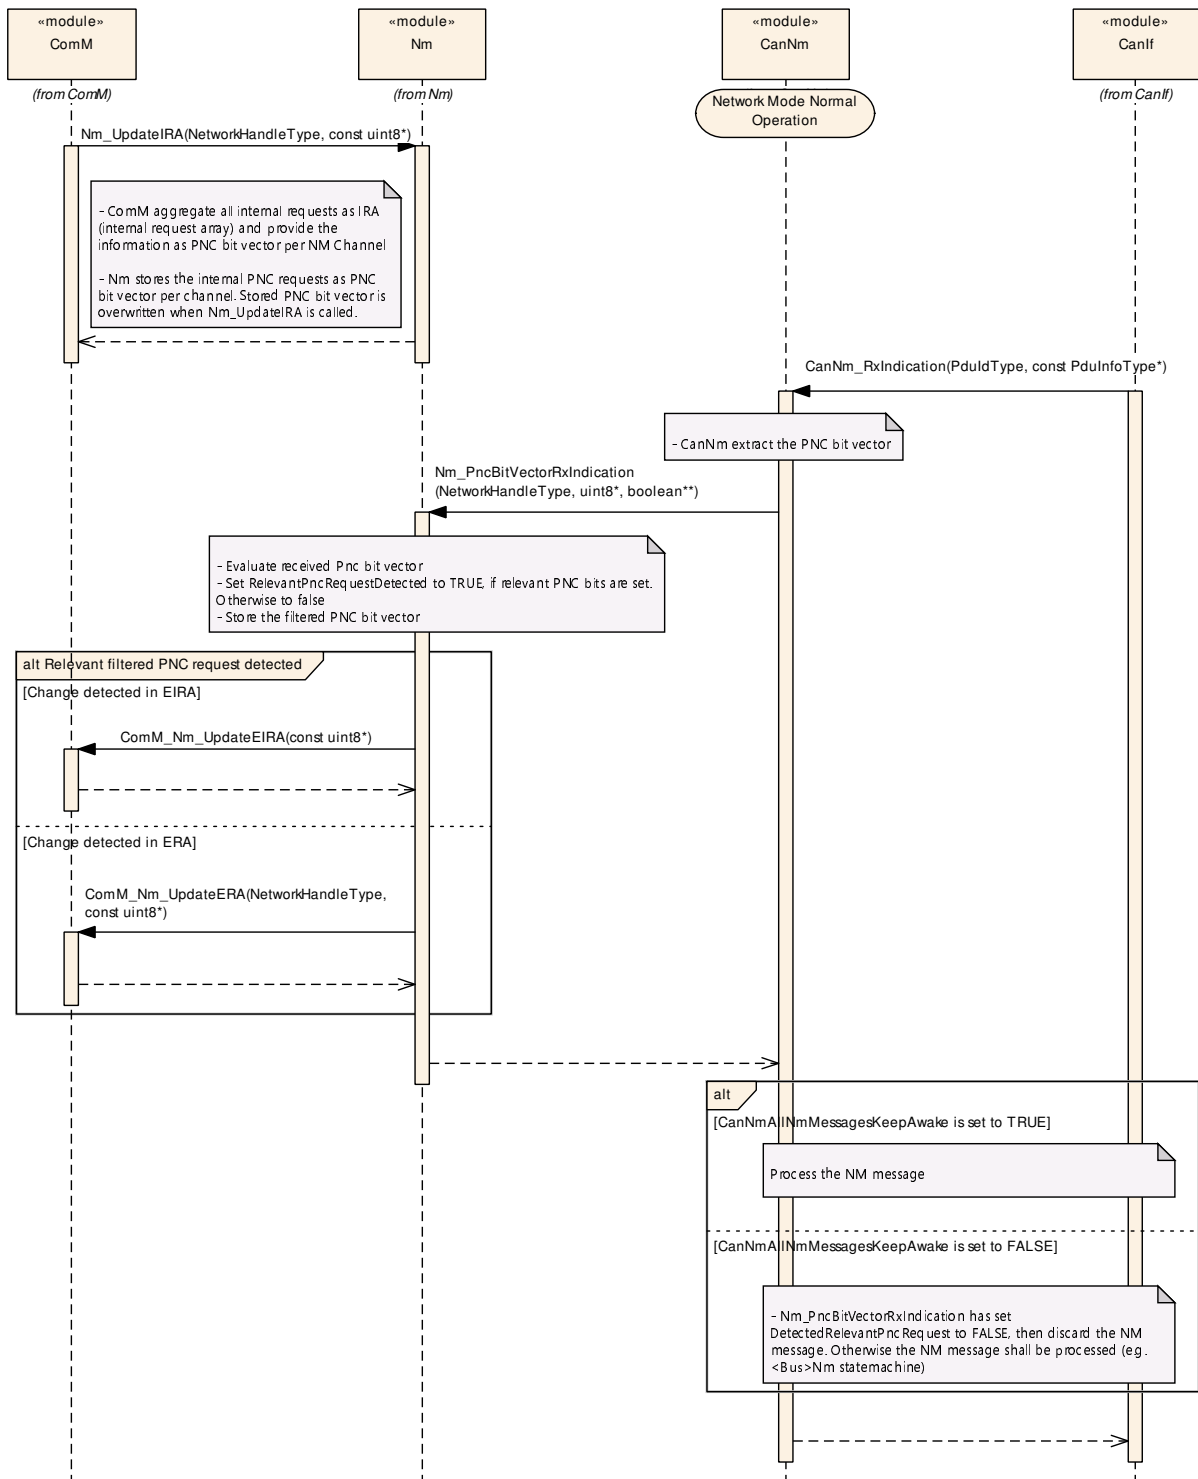 «module»
ComM
«module»
Nm
«module»
CanNm
«module»
CanIf
(from ComM)
(from Nm)
(from CanIf)
Network Mode Normal
Operation
Nm_UpdateIRA(NetworkHandleType, const uint8*)
- ComM aggregate all internal requests as IRA
(internal request array) and provide the
information as PNC bit vector per NM Channel
- Nm stores the internal PNC requests as PNC
bit vector per channel. Stored PNC bit vector is
overwritten when Nm_UpdateIRA is called.
CanNm_RxIndication(PduIdType, const PduInfoType*)
- CanNm extract the PNC bit vector
Nm_PncBitVectorRxIndication
(NetworkHandleType, uint8*, boolean**)
- Evaluate received Pnc bit vector
- Set RelevantPncRequestDetected to TRUE, if relevant PNC bits are set.
Otherwise to false
- Store the filtered PNC bit vector
alt Relevant filtered PNC request detected
[Change detected in EIRA]
ComM_Nm_UpdateEIRA(const uint8*)
[Change detected in ERA]
ComM_Nm_UpdateERA(NetworkHandleType,
const uint8*)
alt
[CanNmAllNmMessagesKeepAwake is set to TRUE]
Process the NM message
[CanNmAllNmMessagesKeepAwake is set to FALSE]
- Nm_PncBitVectorRxIndication has set
DetectedRelevantPncRequest to FALSE, then discard the NM
message. Otherwise the NM message shall be processed (e.g.
<Bus>Nm statemachine)